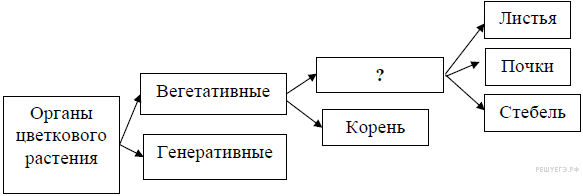 Органы
цветкового
растения
Вегетативные
Генеративные
?
Корень
Листья
Почки
Стебель
РЕШУЕГЭ.РФ